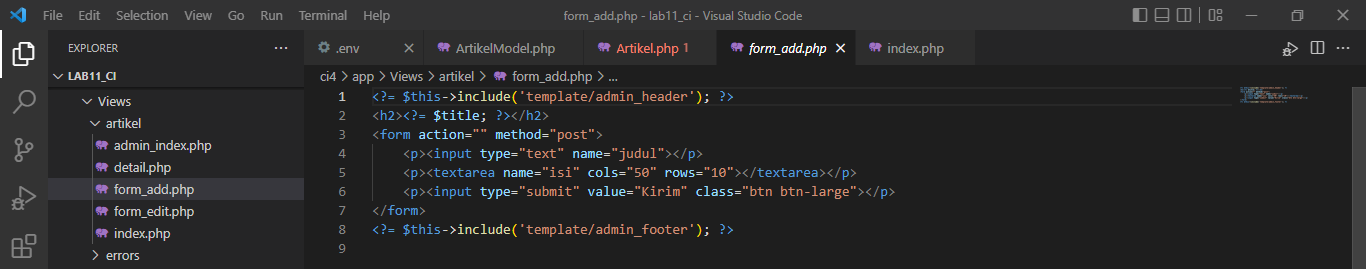 File Edit Selection View Go Run Terminal Help form_add.php - lab11_ci - Visual Studio Code
EXPLORER ...
LAB11_CI
Views
artikel
admin_index.php
detail.php
form_add.php
form_edit.php
index.php
errors
.env ArtikelModel.php Artikel.php 1 form_add.php index.php
ci4 > app > Views > artikel > form_add.php > ...
1 <?= $this->include('template/admin_header'); ?>
2 <h2><?= $title; ?></h2>
3 <form action="" method="post">
4     <p><input type="text" name="judul"></p>
5     <p><textarea name="isi" cols="50" rows="10"></textarea></p>
6     <p><input type="submit" value="Kirim" class="btn btn-large"></p>
7 </form>
8 <?= $this->include('template/admin_footer'); ?>
9